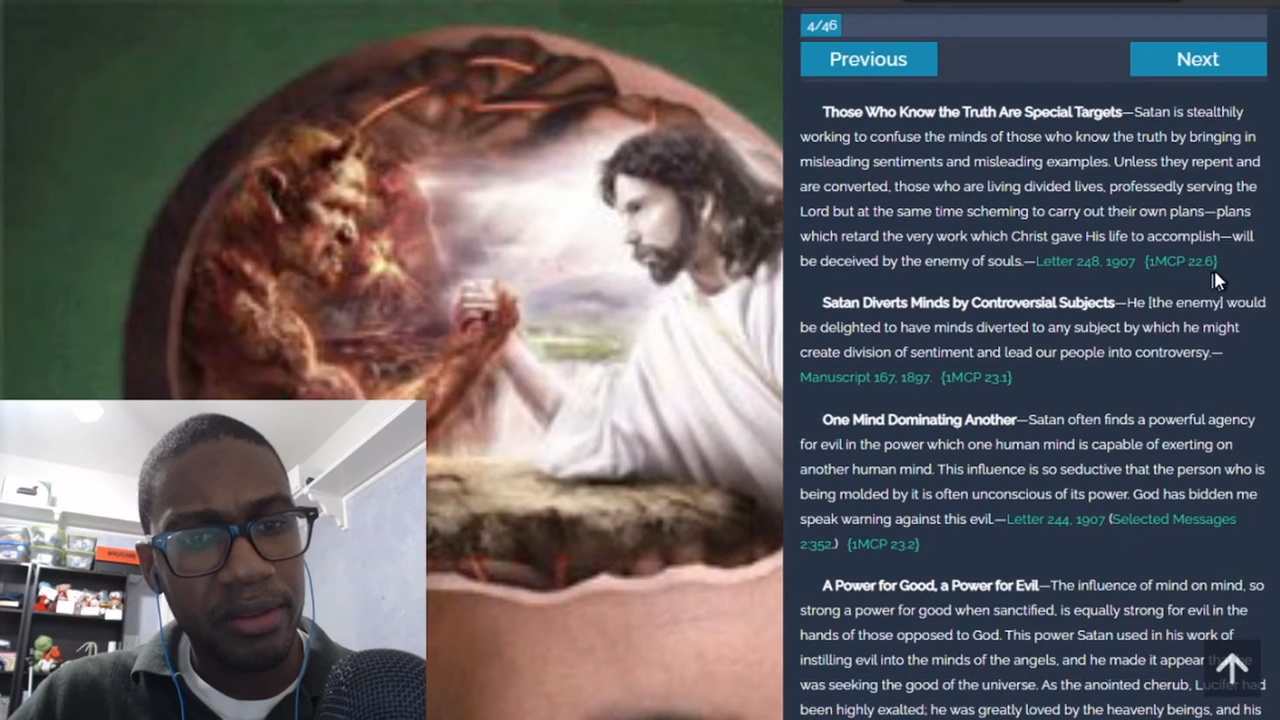 4/46
Previous
Next
Those Who Know the Truth Are Special Targets—Satan is stealthily
working to confuse the minds of those who know the truth by bringing in
misleading sentiments and misleading examples. Unless they repent and
are converted, those who are living divided lives, professedly serving the
Lord but at the same time scheming to carry out their own plans—plans
which retard the very work which Christ gave His life to accomplish—will
be deceived by the enemy of souls.—Letter 248, 1907 {1MCP 22.6}
Satan Diverts Minds by Controversial Subjects—He [the enemy] would
be delighted to have minds diverted to any subject by which he might
create division of sentiment and lead our people into controversy.—
Manuscript 167, 1897. {1MCP 23.1}
One Mind Dominating Another—Satan often finds a powerful agency
for evil in the power which one human mind is capable of exerting on
another human mind. This influence is so seductive that the person who is
being molded by it is often unconscious of its power. God has bidden me
speak warning against this evil.—Letter 244, 1907 (Selected Messages
2:352.) {1MCP 23.2}
A Power for Good, a Power for Evil—The influence of mind on mind, so
strong a power for good when sanctified, is equally strong for evil in the
hands of those opposed to God. This power Satan used in his work of
instilling evil into the minds of the angels, and he made it appear
was seeking the good of the universe. As the anointed cherub, Lucifer had
been highly exalted; he was greatly loved by the heavenly beings, and his